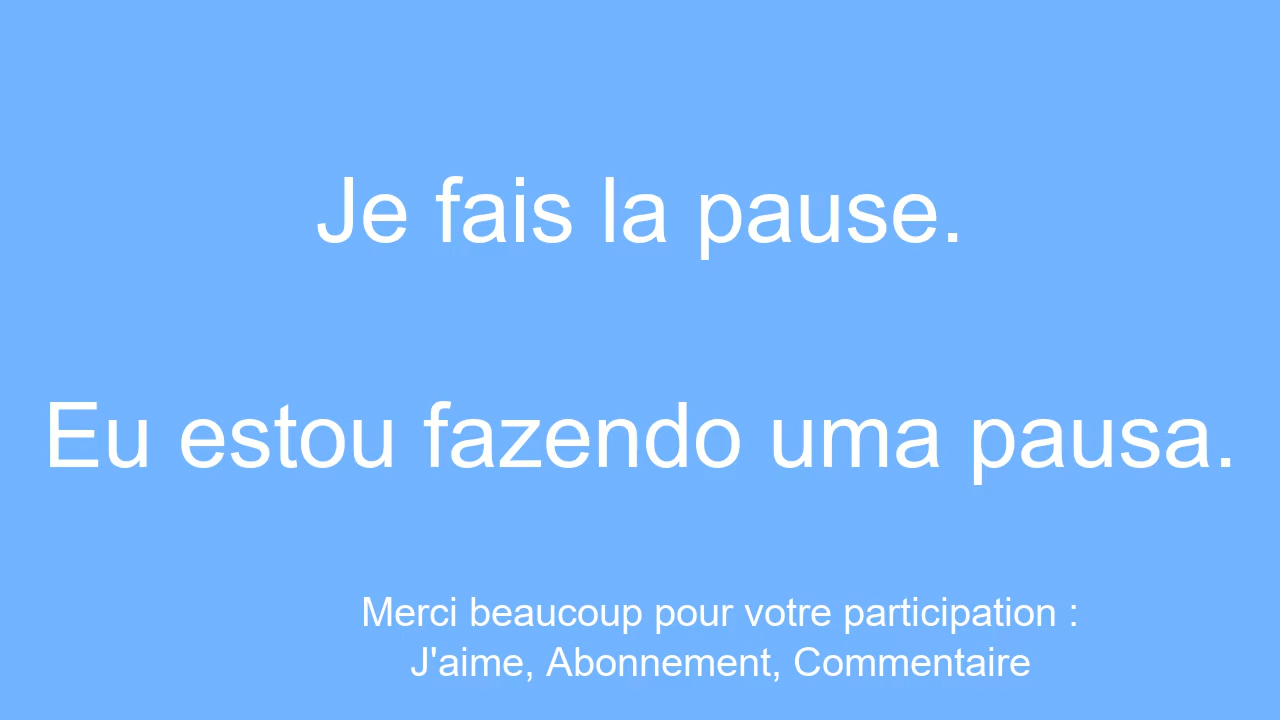 Je fais la pause.
Eu estou fazendo uma pausa.
Merci beaucoup pour votre participation :
J'aime, Abonnement, Commentaire